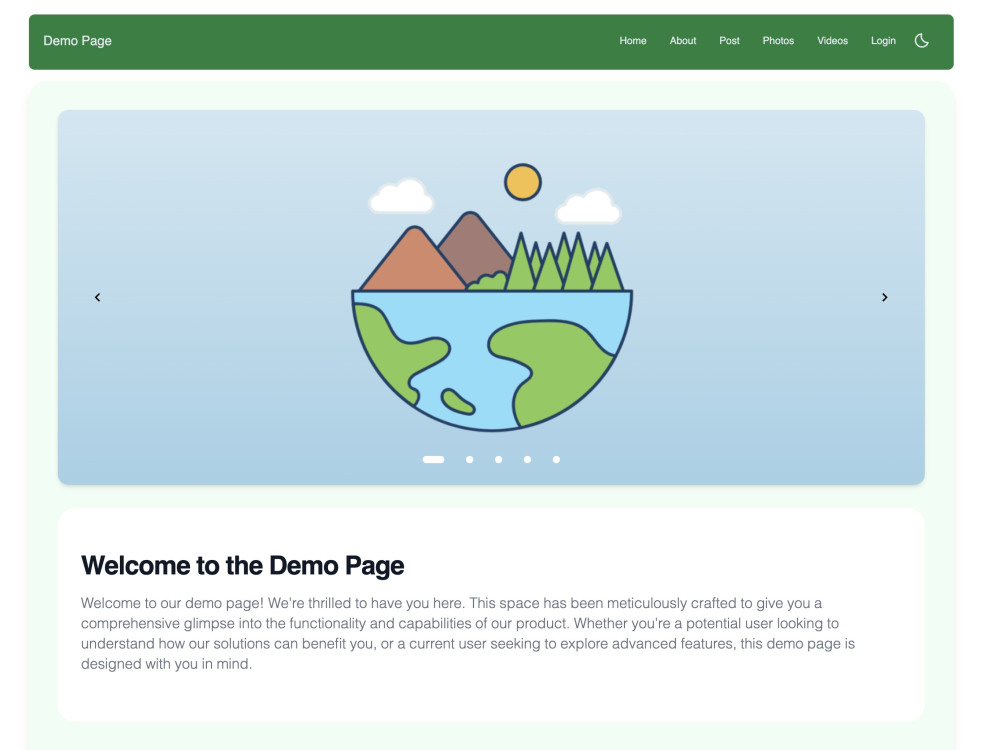 Demo Page
Home About Post Photos Videos Login
Welcome to the Demo Page
Welcome to our demo page! We're thrilled to have you here. This space has been meticulously crafted to give you a
comprehensive glimpse into the functionality and capabilities of our product. Whether you're a potential user looking to
understand how our solutions can benefit you, or a current user seeking to explore advanced features, this demo page is
designed with you in mind.